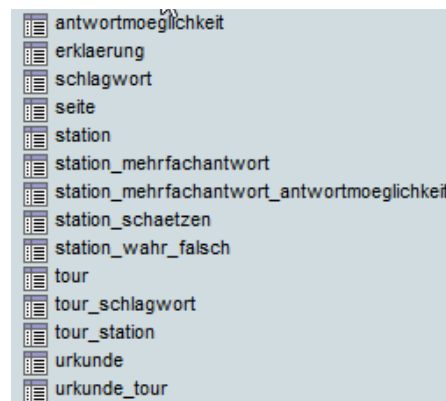 antwortmoeglichkeit
erklaerung
schlagwort
seite
station
station_mehrfachantwort
station_mehrfachantwort_antwortmoeglichkeit
station_schaetzen
station_wahr_falsch
tour
tour_schlagwort
tour_station
urkunde
urkunde_tour